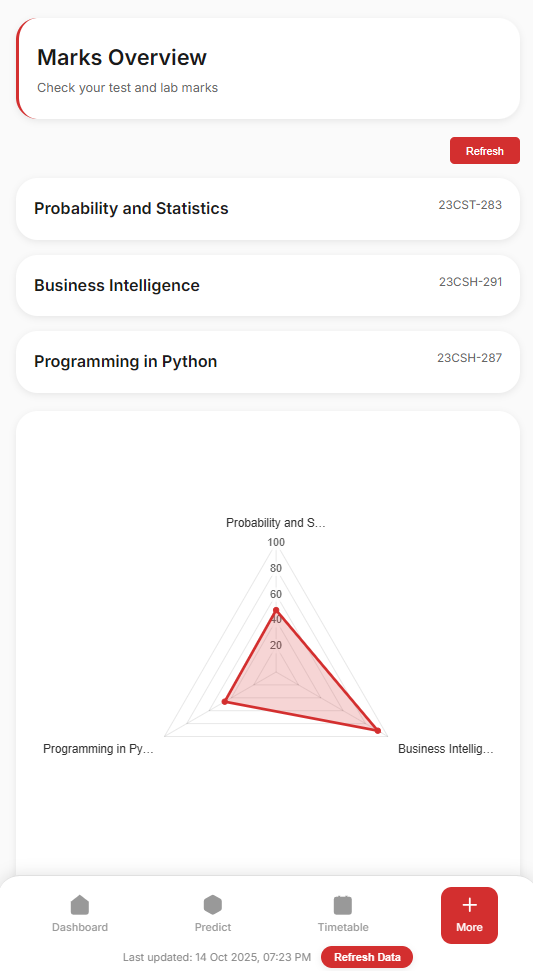 Marks Overview
Check your test and lab marks
Refresh
Probability and Statistics
23CST-283
Business Intelligence
23CSH-291
Programming in Python
23CSH-287
Probability and S...
100
80
60
40
20
Programming in Py...
Business Intellig...
Dashboard
Predict
Timetable
More
Last updated: 14 Oct 2025, 07:23 PM
Refresh Data